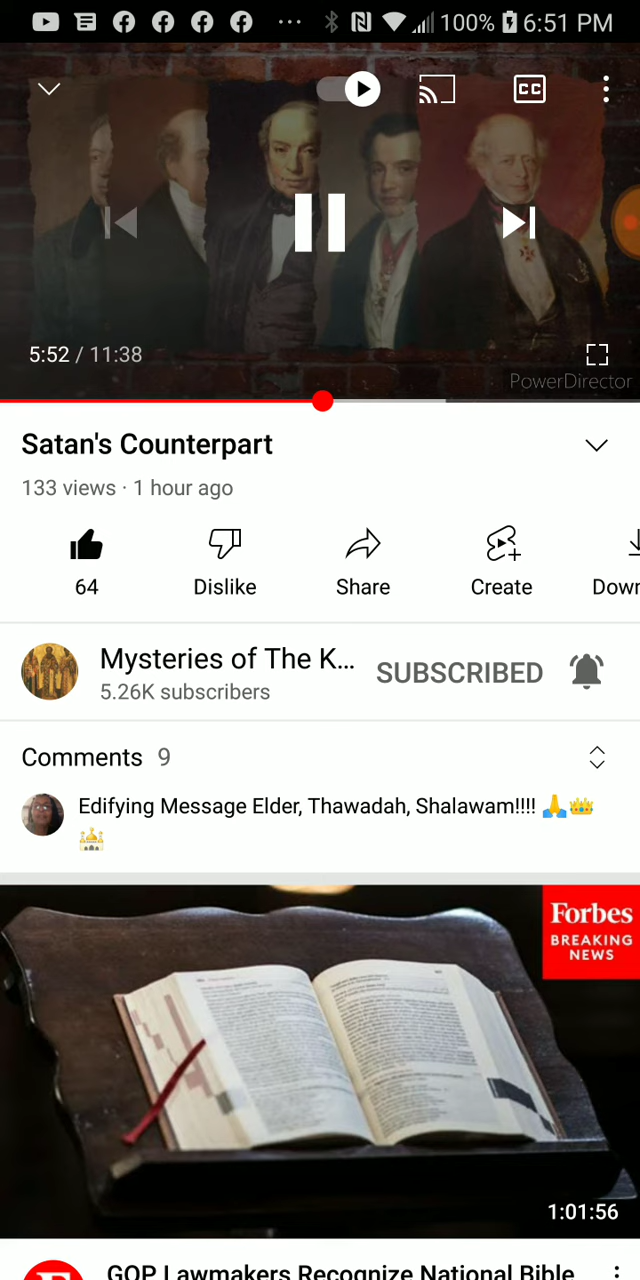 100% 6:51 PM
CC
5:52 / 11:38
PowerDirector
Satan's Counterpart
133 views · 1 hour ago
64 Dislike Share Create Down
Mysteries of The K... SUBSCRIBED
5.26K subscribers
Comments 9
Edifying Message Elder, Thawadah, Shalawam!!!! 🙏👑
🕌
Forbes
BREAKING
NEWS
1:01:56
GOP Lawmakers Recognize National Bible